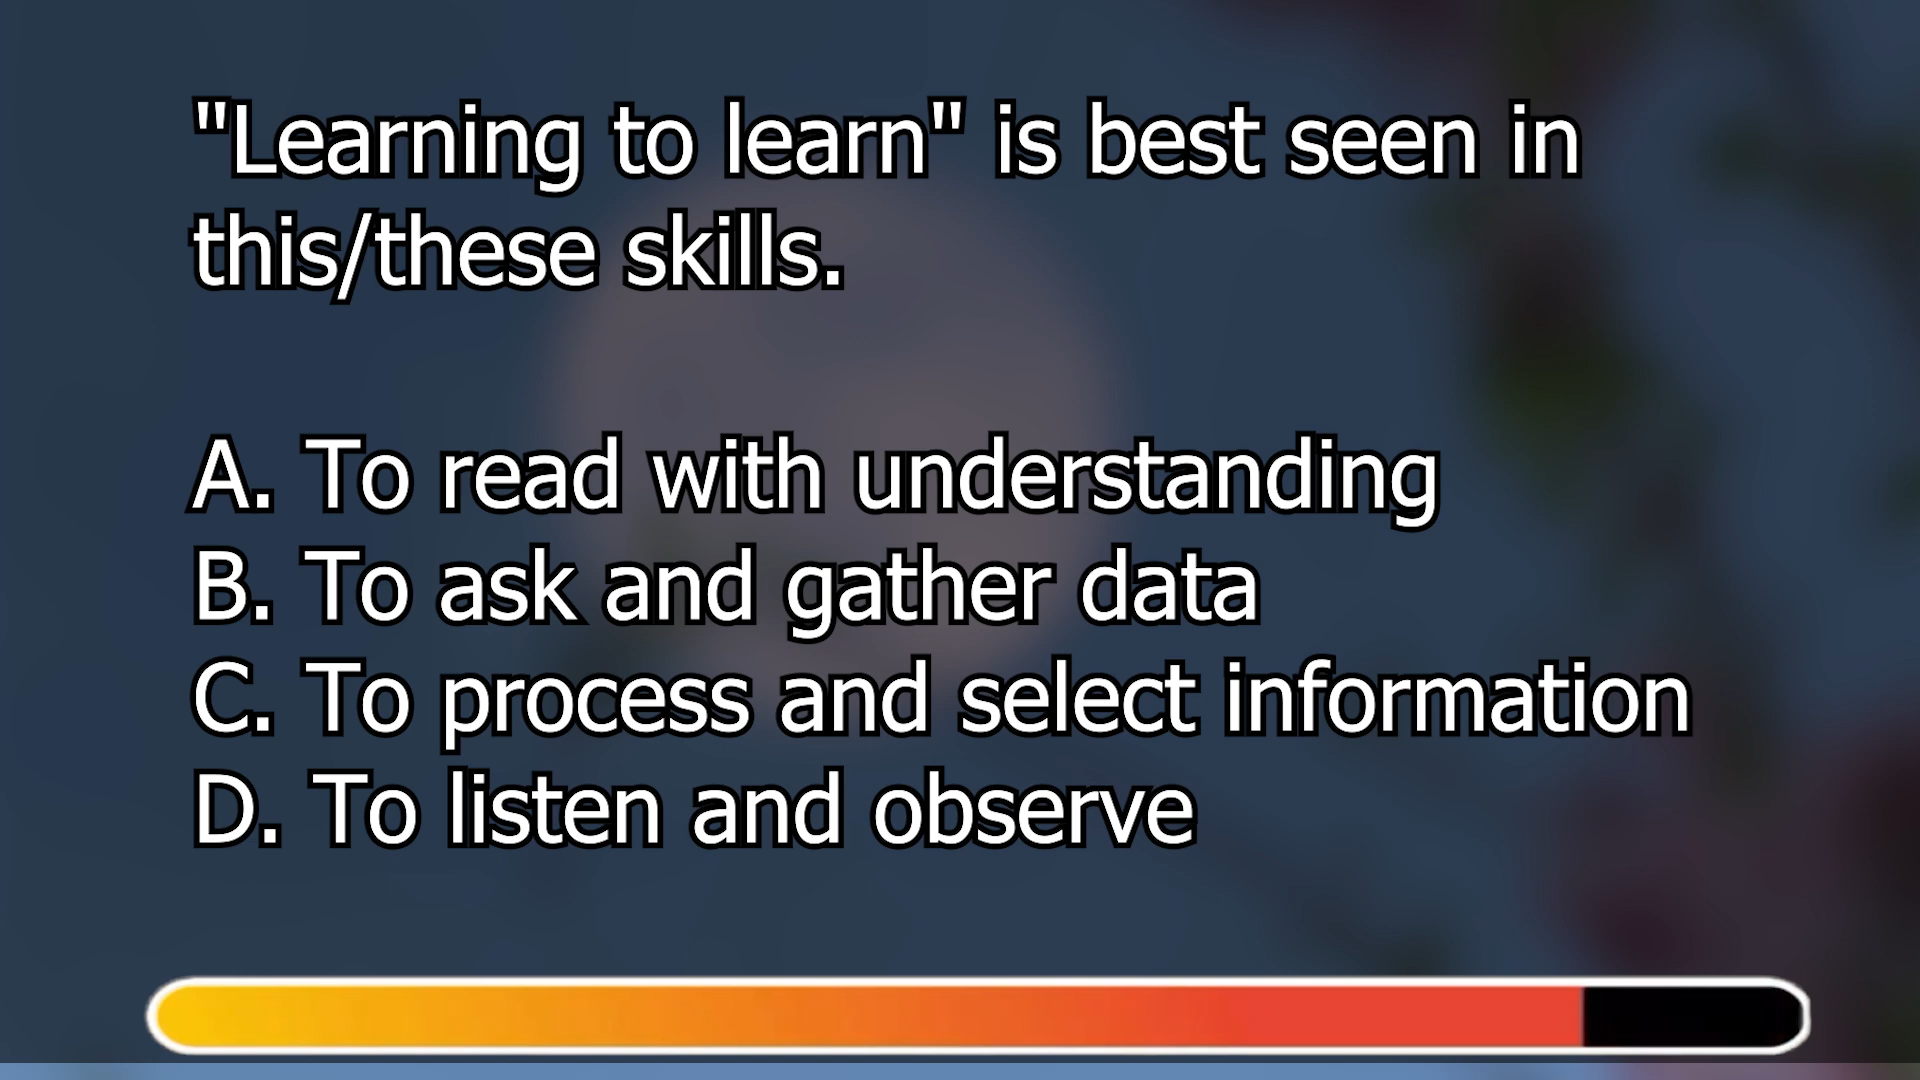 "Learning to learn" is best seen in
this/these skills.
A. To read with understanding
B. To ask and gather data
C. To process and select information
D. To listen and observe